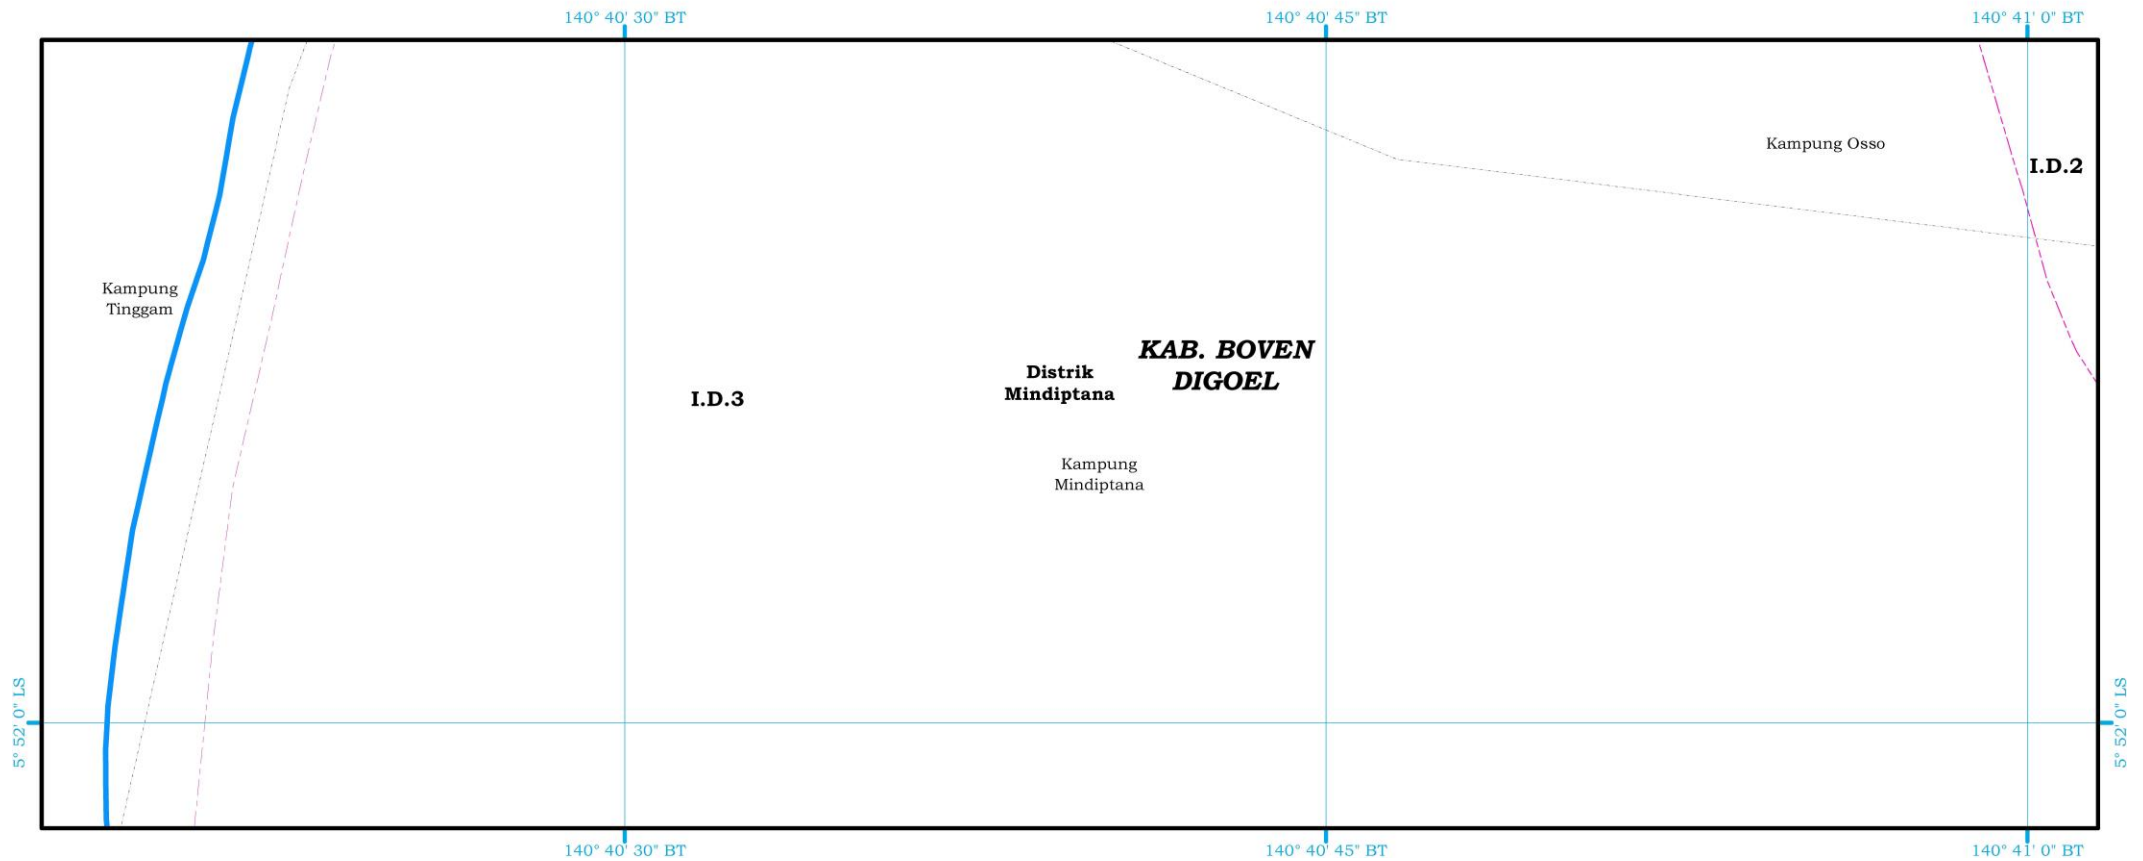 140° 40' 30" BT
140° 40' 45" BT
140° 41' 0" BT
Kampung Osso
I.D.2
Kampung
Tinggam
KAB. BOVEN
DIGOEL
Distrik
Mindiptana
I.D.3
Kampung
Mindiptana
5° 52' 0" LS
5° 52' 0" LS
140° 40' 30" BT
140° 40' 45" BT
140° 41' 0" BT